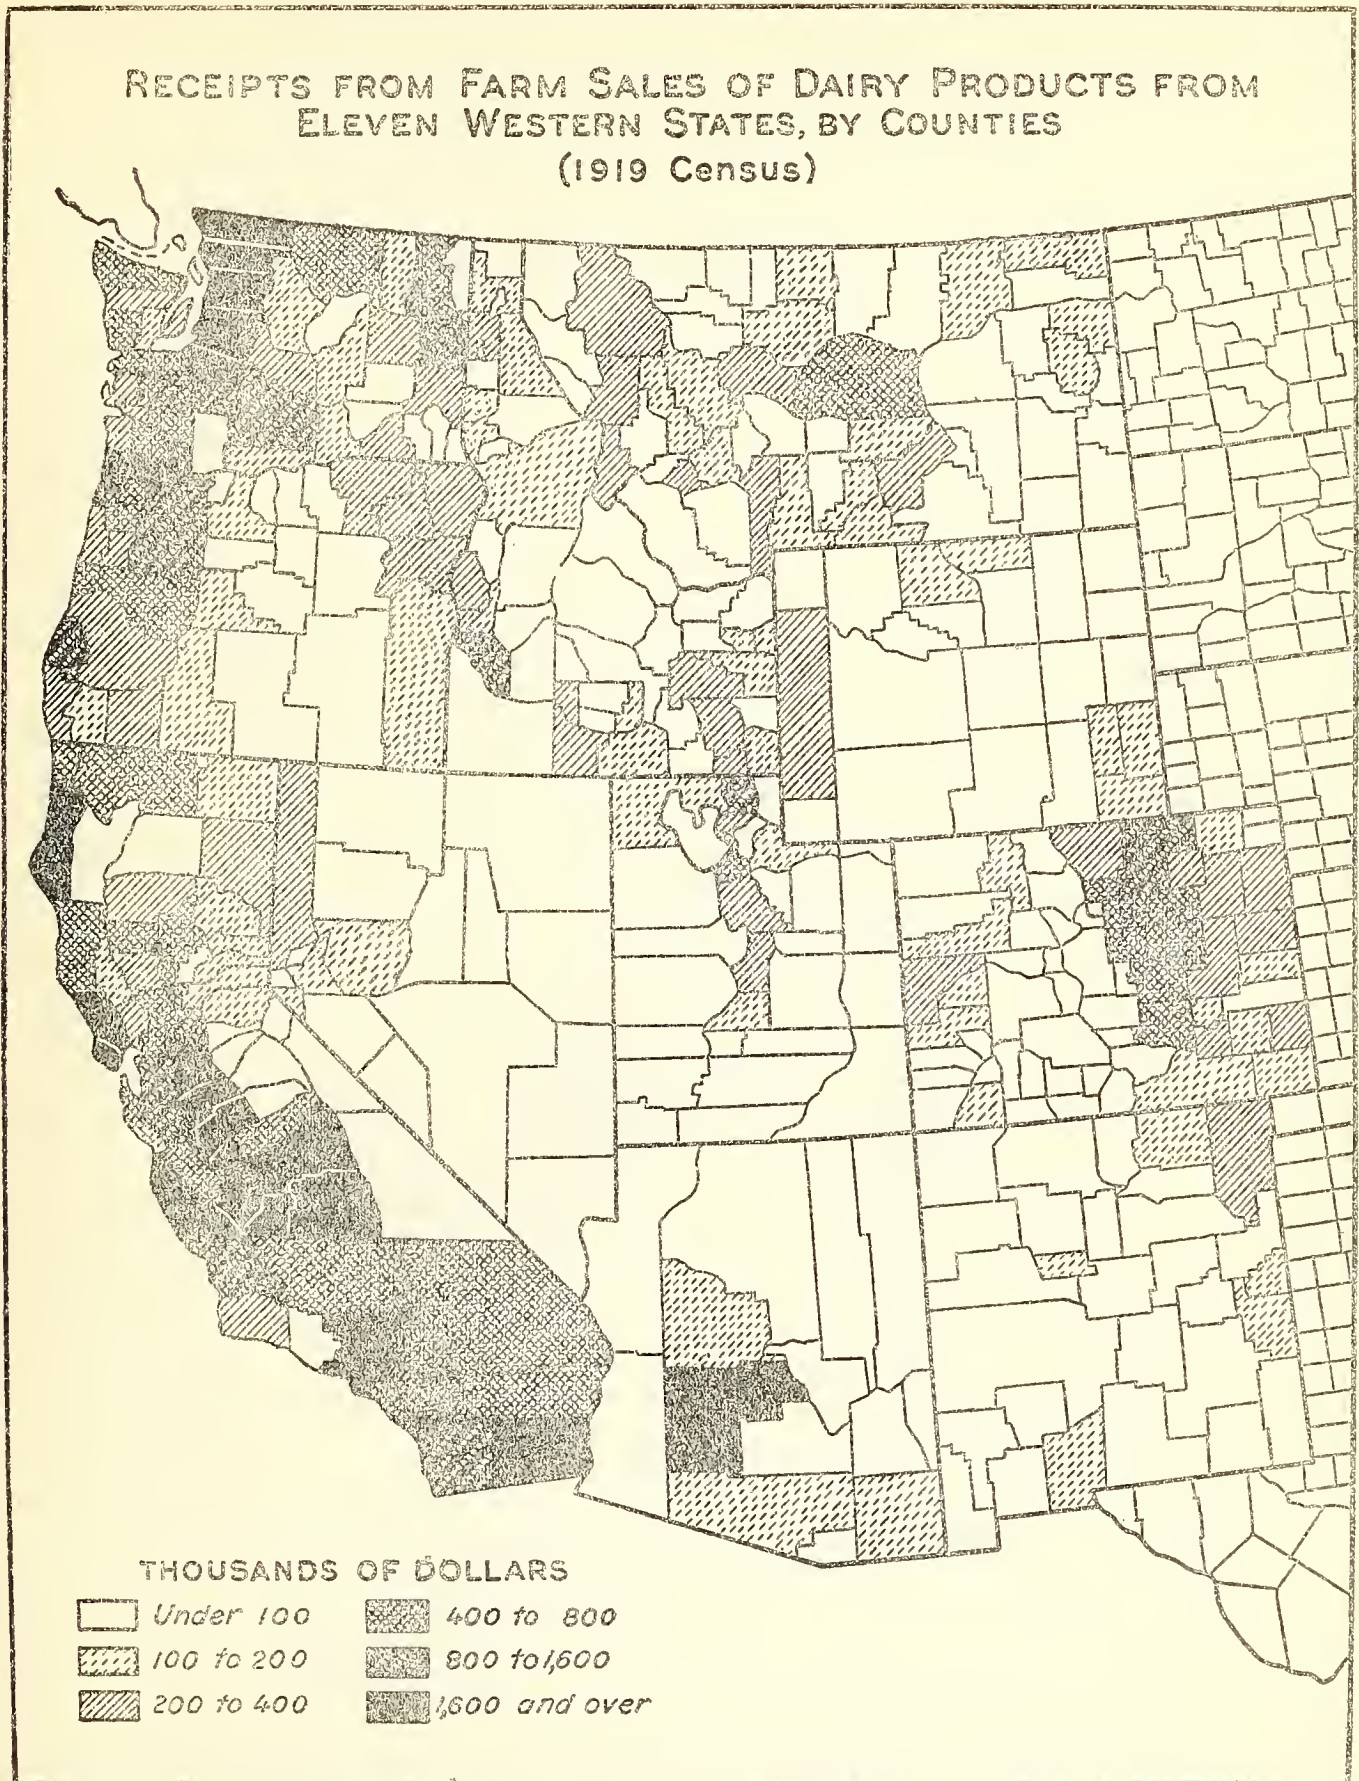 RECEIPTS FROM FARM SALES OF DAIRY PRODUCTS FROM
ELEVEN WESTERN STATES, BY COUNTIES
(1919 Census)
THOUSANDS OF DOLLARS
Under 100
100 to 200
200 to 400
400 to 800
800 to 1,600
1,600 and over